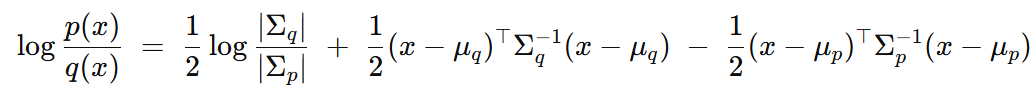 log p(x)/q(x) = 1/2 log |Σ_q|/|Σ_p| + 1/2 (x − μ_q)^⊤ Σ_q^{-1} (x − μ_q) − 1/2 (x − μ_p)^⊤ Σ_p^{-1} (x − μ_p)